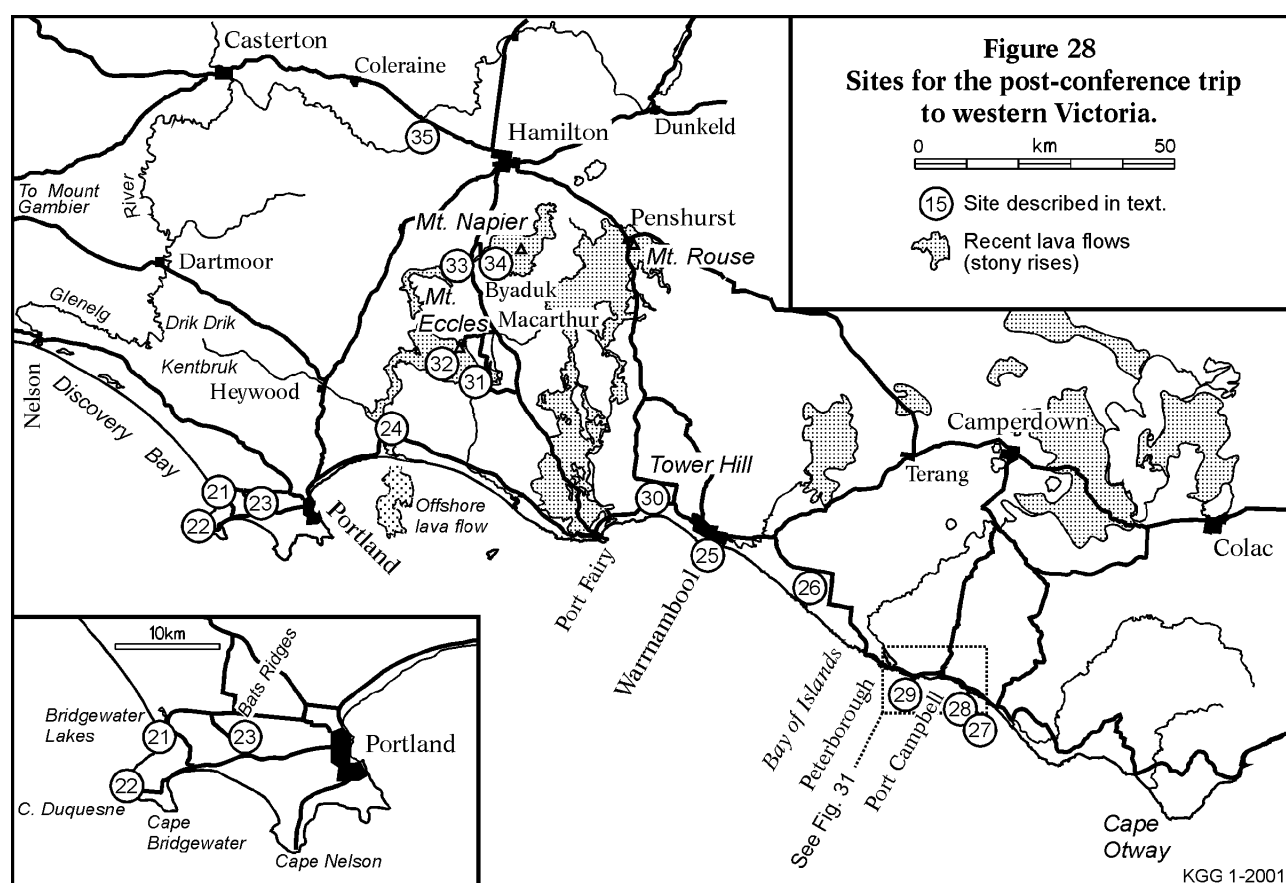 Figure 28
Sites for the post-conference trip
to western Victoria.
0 km 50
15 Site described in text.
Recent lava flows
(stony rises)
Casterton
Coleraine
35
Hamilton
Dunkeld
To Mount
Gambier
River
Mt. Napier
Penshurst
Mt. Rouse
Dartmoor
33
34
Byaduk
Glenelg
Drik Drik
Mt.
Eccles
Macarthur
Kentbruk
32
31
Nelson
Heywood
Discovery
Bay
24
Camperdown
Terang
Tower Hill
21
23
22
Portland
Offshore
lava flow
30
25
Colac
Port Fairy
Warrnambool
26
Bay of Islands
Peterborough
29
28
27
See Fig. 31
Port Campbell
Cape
Otway
10km
Bats Ridges
Bridgewater
Lakes
21
23
Portland
22
C. Duquesne
Cape
Bridgewater
Cape Nelson
KGG 1-2001